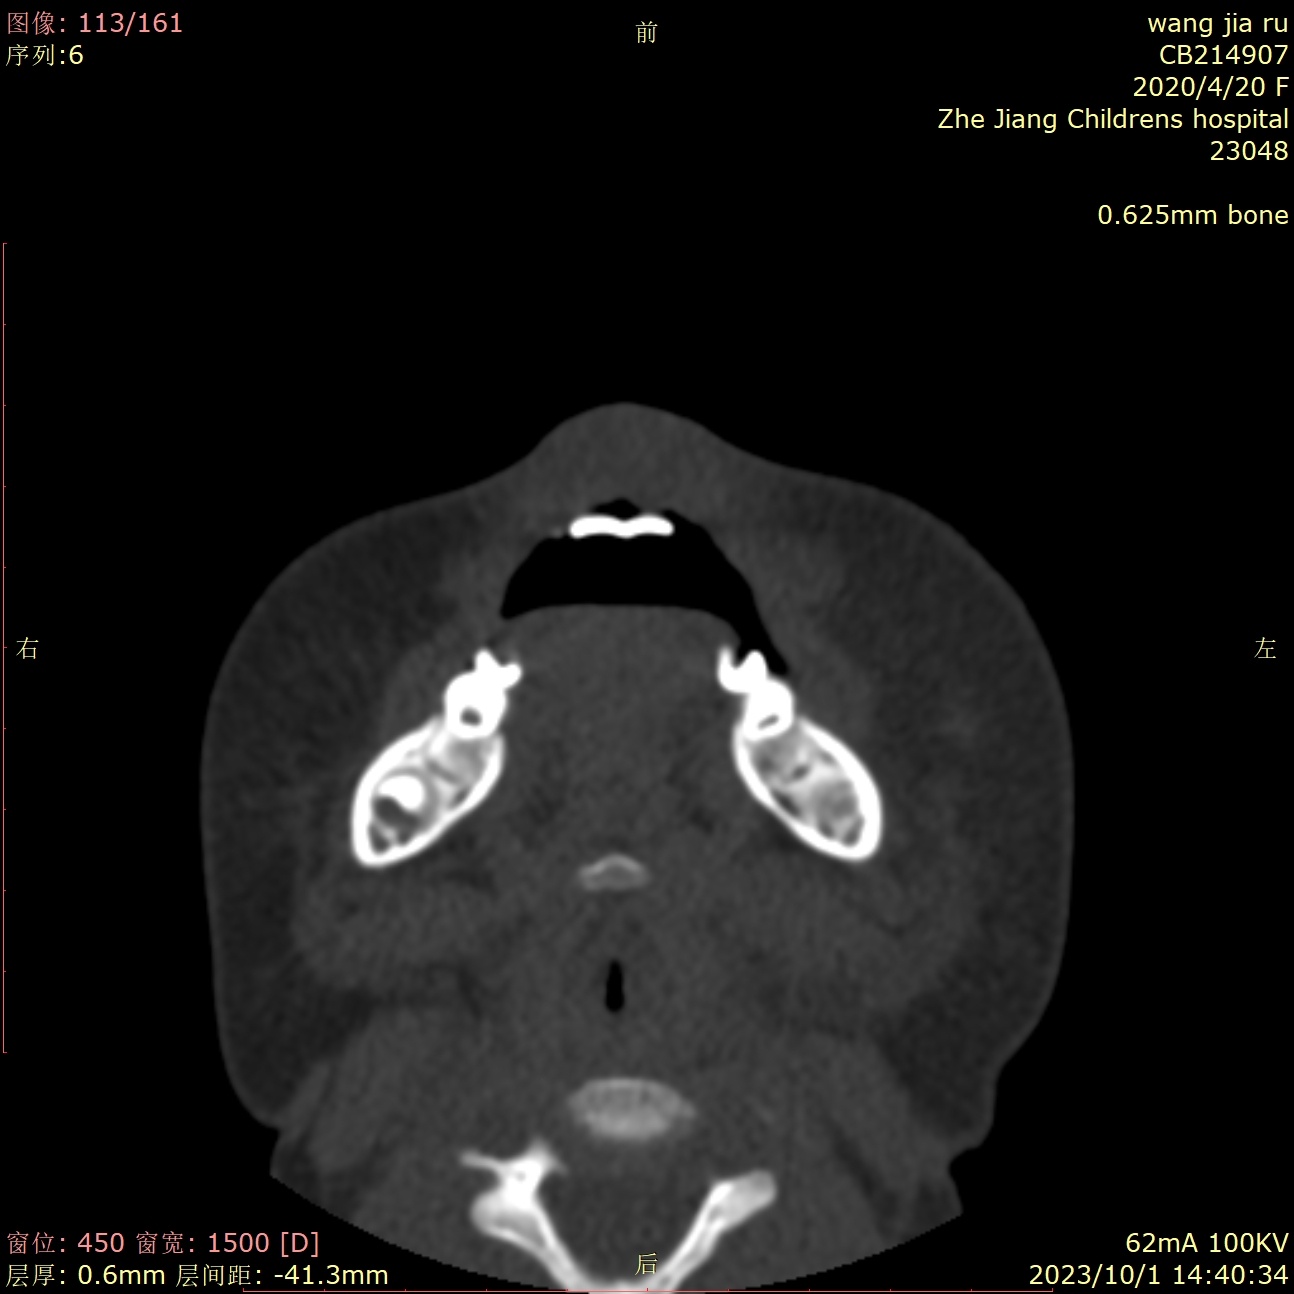 图像: 113/161
序列:6
前
wang jia ru
CB214907
2020/4/20 F
Zhe Jiang Childrens hospital
23048
0.625mm bone
右
左
窗位: 450 窗宽: 1500 [D]
层厚: 0.6mm 层间距: -41.3mm
后
62mA 100KV
2023/10/1 14:40:34